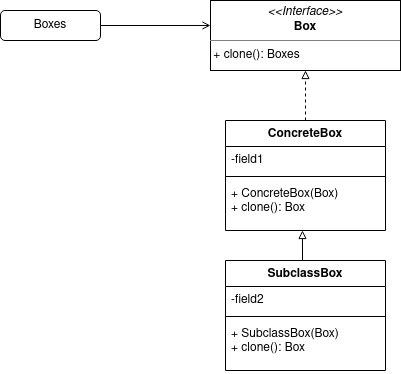 Boxes
<<Interface>>
Box
+ clone(): Boxes
ConcreteBox
-field1
+ ConcreteBox(Box)
+ clone(): Box
SubclassBox
-field2
+ SubclassBox(Box)
+ clone(): Box